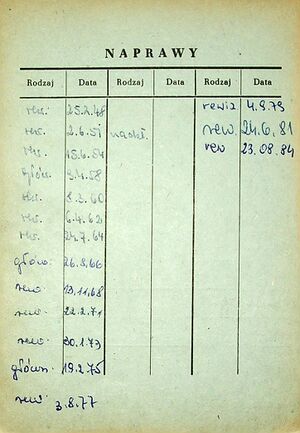 NAPRAWY
Rodzaj Data Rodzaj Data Rodzaj Data
rew. 25.2.48 rewiz 4.9.79
rew. 2.6.51 rew. 24.6.81
rew. 15.6.54 rew 23.08.84
główn. 9.4.58
rew. 8.3.60
rew. 6.4.62
rew. 24.7.64
główn. 26.3.66
rew 19.11.68
rew. 22.2.71
rew. 30.1.73
główn. 19.2.75
rew 3.8.77